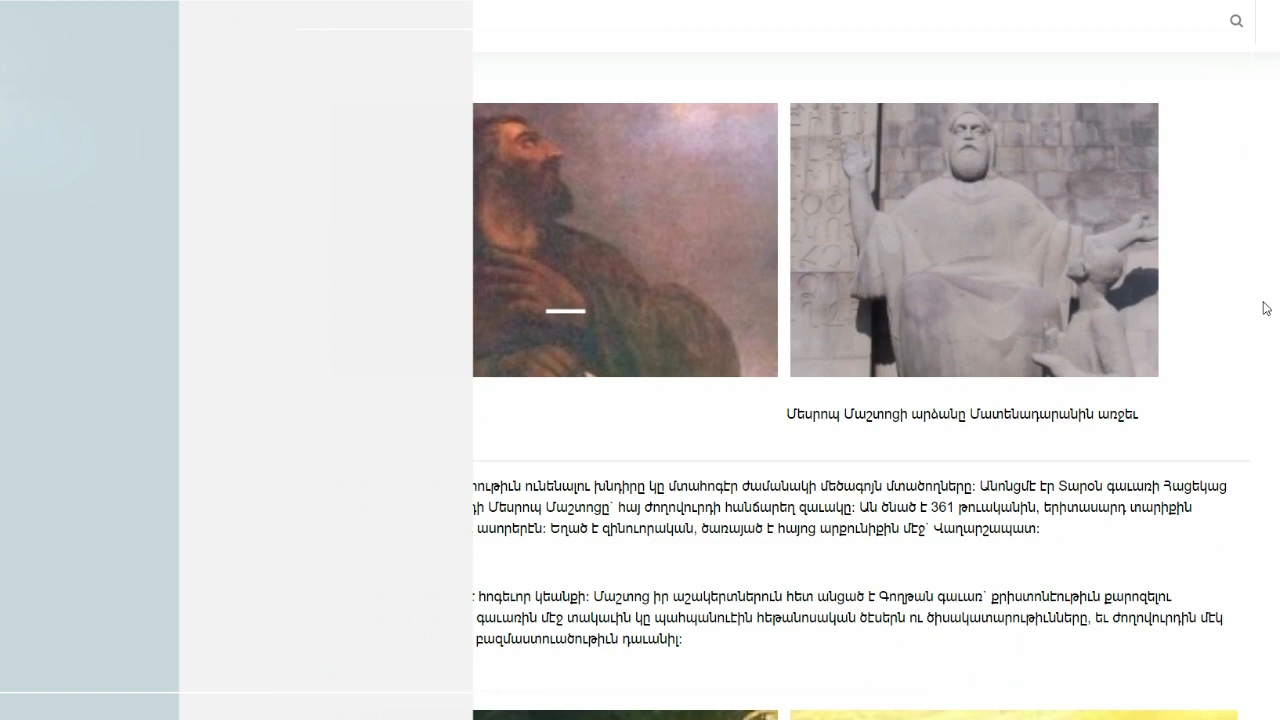 Մեսրոպ Մաշտոցի արձանը Մատենադարանին առջեւ
ունենալու խնդիրը կը մտահոգէր ժամանակի մեծագոյն մտածողները։ Անոնցմէ էր Տարօն գաւառի Հացեկաց
Մեսրոպ Մաշտոցը՝ հայ ժողովուրդի հանճարեղ զաւակը։ Ան ծնած է 361 թուականին, երիտասարդ տարիքին
ասորերէն։ Եղած է զինուորական, ծառայած է հայոց արքունիքին մէջ՝ Վաղարշապատ։
հոգեւոր կեանքի։ Մաշտոց իր աշակերտներուն հետ անցած է Գողթան գաւառ՝ քրիստոնէութիւն քարոզելու
գաւառին մէջ տակաւին կը պահպանուէին հեթանոսական ծէսերն ու ծիսակատարութիւնները, եւ ժողովուրդին մէկ
բազմաստուածութիւն դաւանիլ։